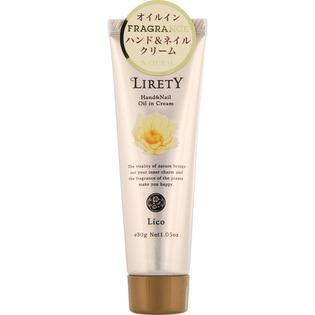 オイルイン
FRAGRANCE
ハンド&ネイル
クリーム
NATURAL
LIRETY
Hand&Nail
Oil in Cream
The vitality of nature brings
out your inner charm and
the fragrance of the plants
make you happy.
Lico
e30g Net1.05oz